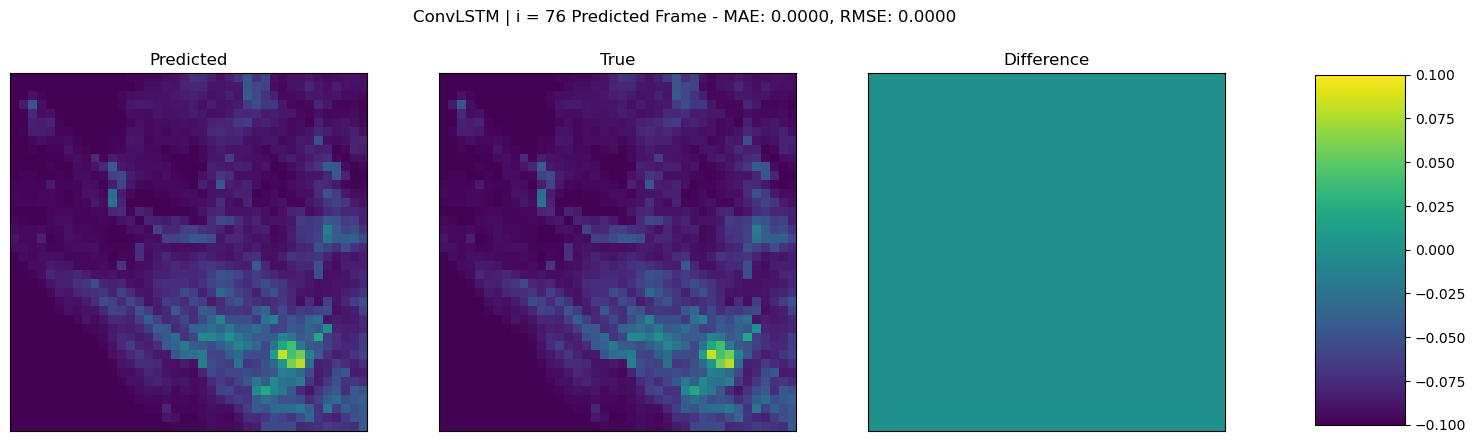 ConvLSTM | i = 76 Predicted Frame - MAE: 0.0000, RMSE: 0.0000
Predicted
True
Difference
0.100
0.075
0.050
0.025
0.000
−0.025
−0.050
−0.075
−0.100